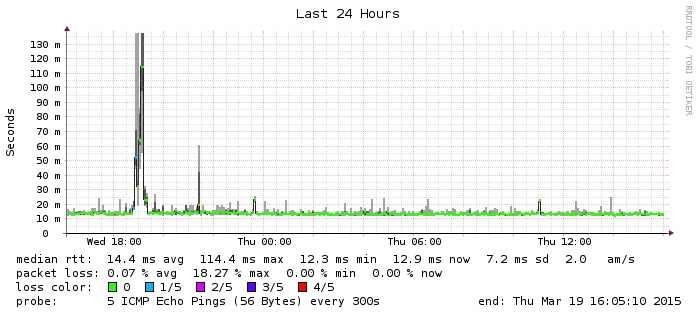 Last 24 Hours
RRDTOOL / TOBI OETIKER
Seconds
130 m
120 m
110 m
100 m
90 m
80 m
70 m
60 m
50 m
40 m
30 m
20 m
10 m
0
Wed 18:00 Thu 00:00 Thu 06:00 Thu 12:00
median rtt: 14.4 ms avg 114.4 ms max 12.3 ms min 12.9 ms now 7.2 ms sd 2.0 am/s
packet loss: 0.07 % avg 18.27 % max 0.00 % min 0.00 % now
loss color: 0 1/5 2/5 3/5 4/5
probe: 5 ICMP Echo Pings (56 Bytes) every 300s end: Thu Mar 19 16:05:10 2015